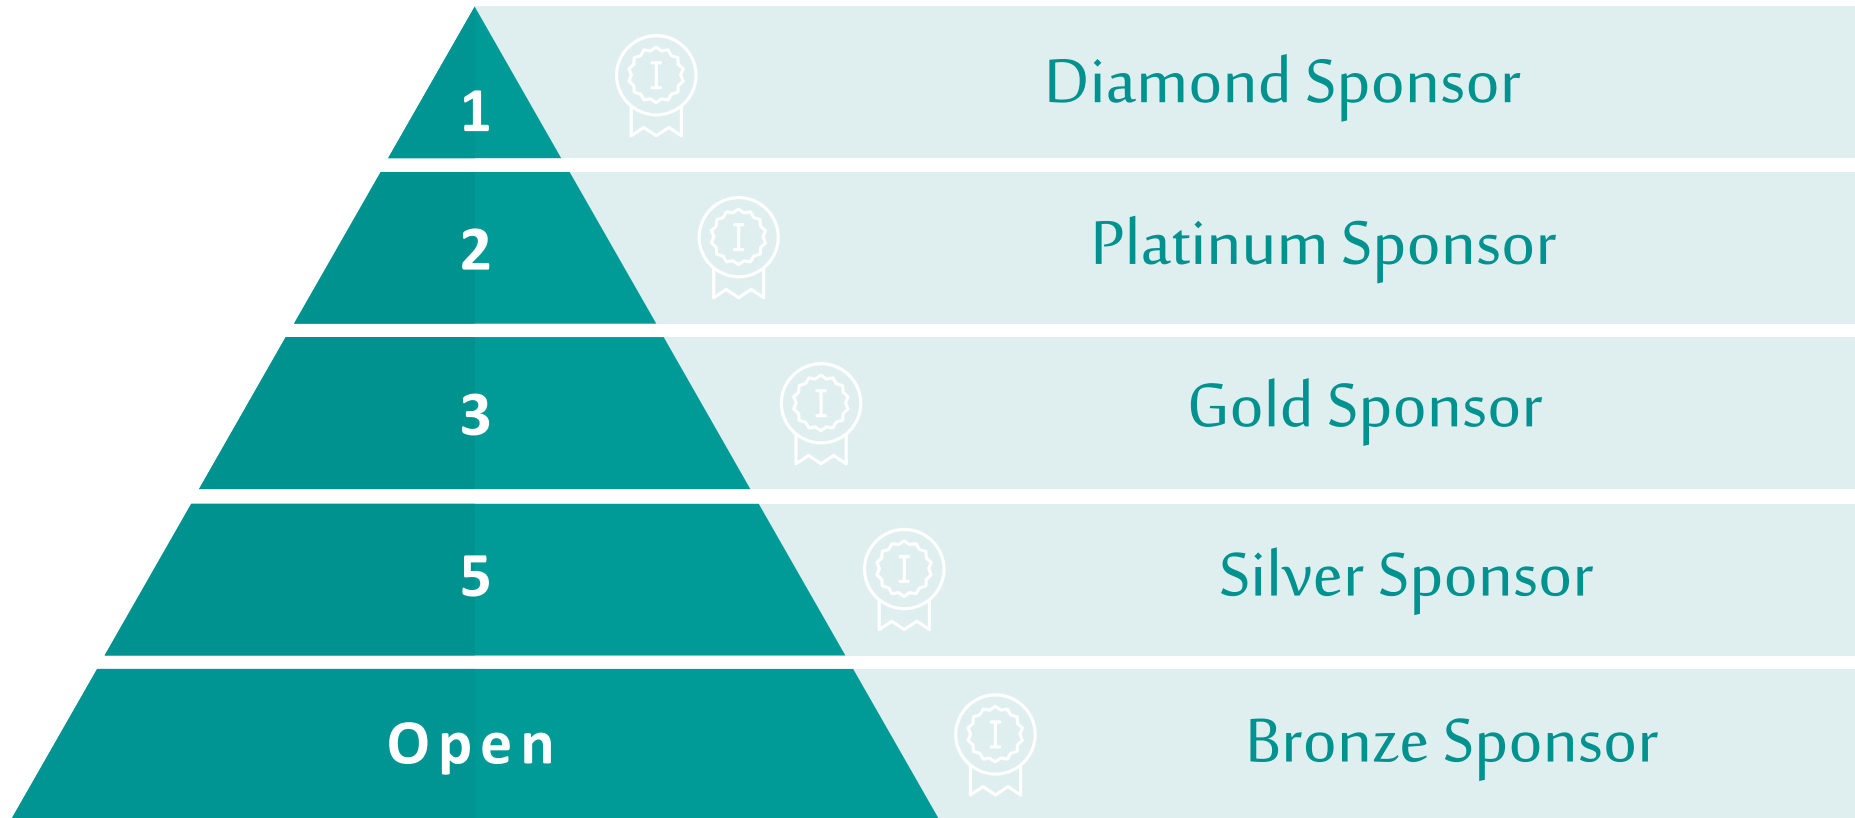 1 Diamond Sponsor
2 Platinum Sponsor
3 Gold Sponsor
5 Silver Sponsor
Open Bronze Sponsor